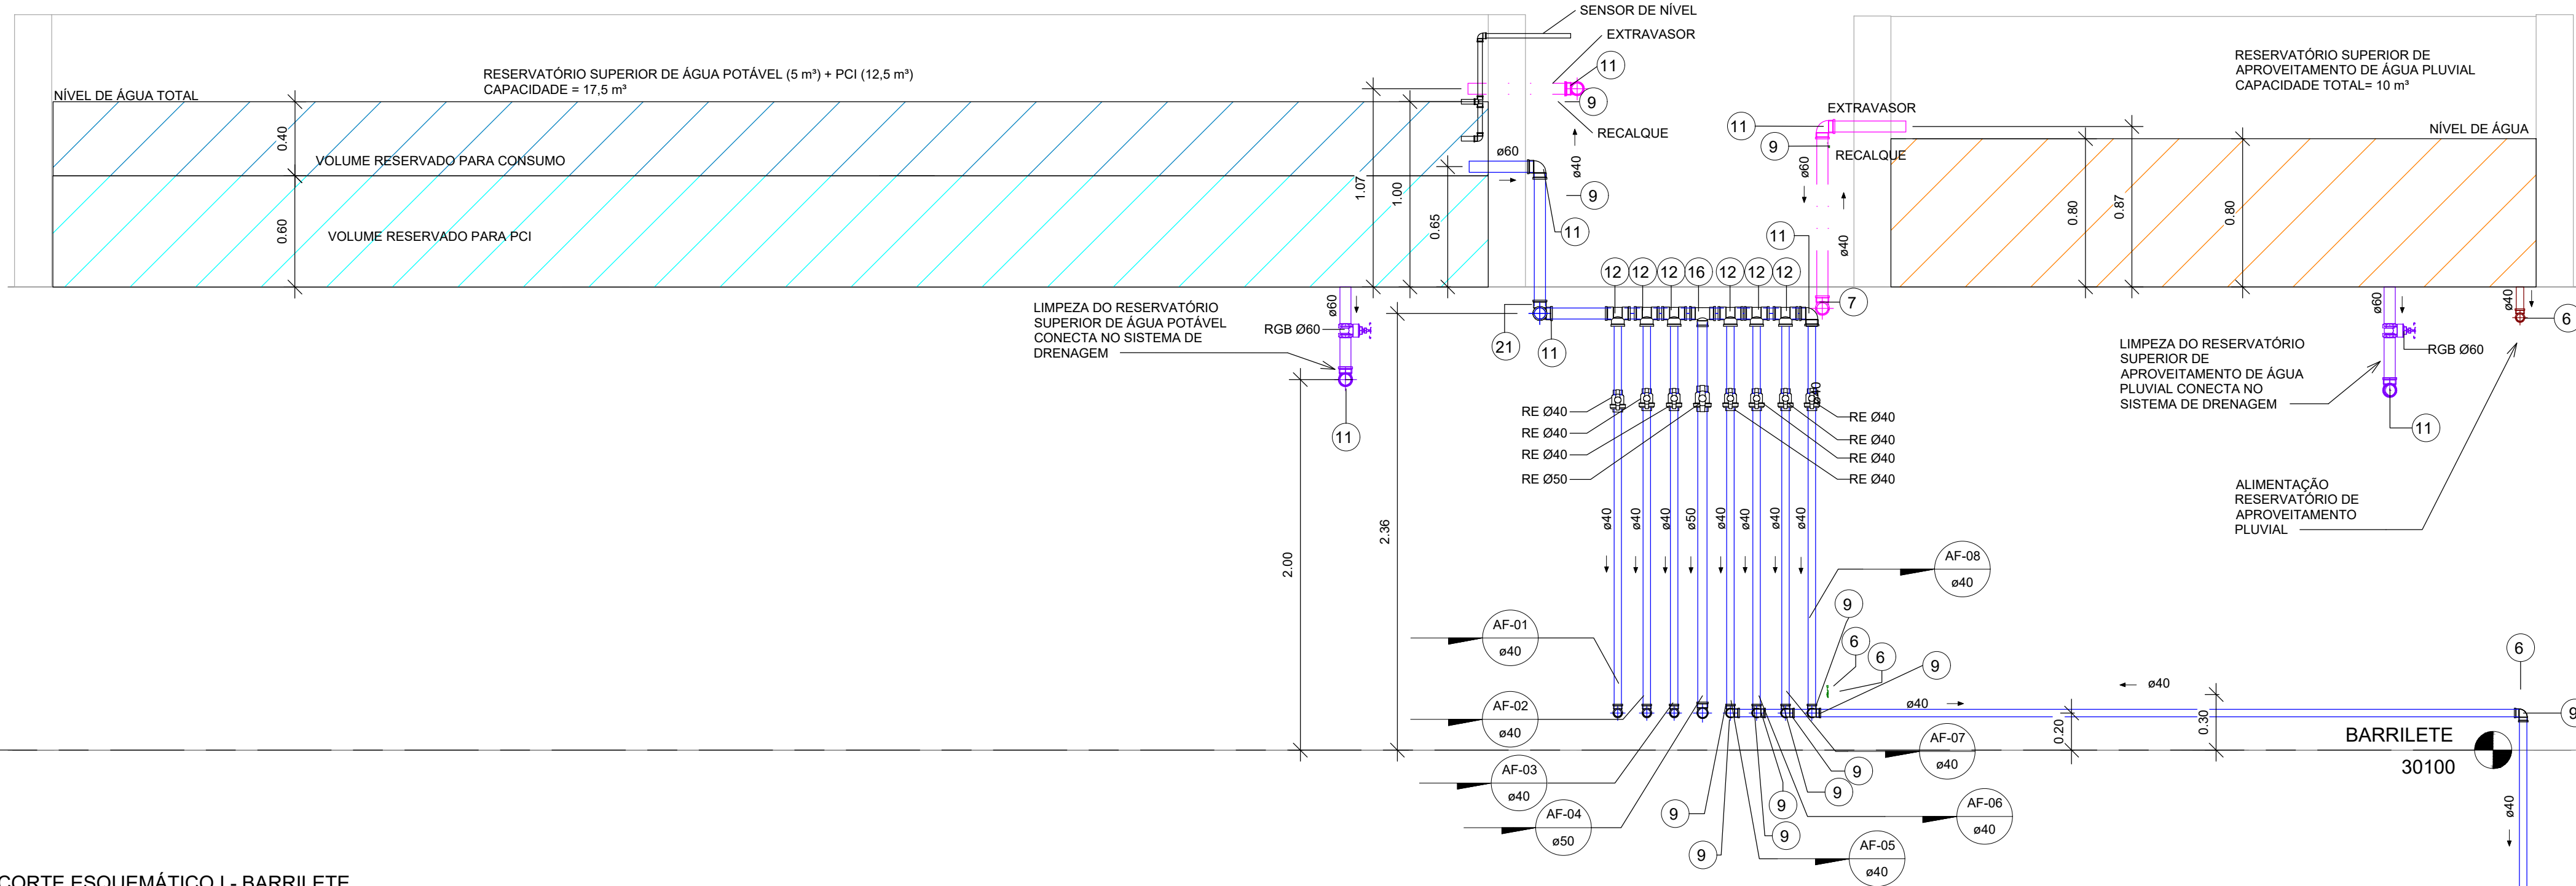 SENSOR DE NÍVEL
EXTRAVASOR
11
9
RECALQUE
RESERVATÓRIO SUPERIOR DE ÁGUA POTÁVEL (5 m³) + PCI (12,5 m³)
CAPACIDADE = 17,5 m³
NÍVEL DE ÁGUA TOTAL
0.40
VOLUME RESERVADO PARA CONSUMO
0.60
VOLUME RESERVADO PARA PCI
1.07
1.00
0.65
ø60
ø40
9
11
EXTRAVASOR
11
9
RECALQUE
ø60
ø40
11
7
RESERVATÓRIO SUPERIOR DE
APROVEITAMENTO DE ÁGUA PLUVIAL
CAPACIDADE TOTAL= 10 m³
NÍVEL DE ÁGUA
0.80
0.87
0.80
12
12
12
16
12
12
12
LIMPEZA DO RESERVATÓRIO
SUPERIOR DE ÁGUA POTÁVEL
CONECTA NO SISTEMA DE
DRENAGEM
ø60
RGB Ø60
11
21
11
ø60
ø40
6
RGB Ø60
11
LIMPEZA DO RESERVATÓRIO
SUPERIOR DE
APROVEITAMENTO DE ÁGUA
PLUVIAL CONECTA NO
SISTEMA DE DRENAGEM
ALIMENTAÇÃO
RESERVATÓRIO DE
APROVEITAMENTO
PLUVIAL
RE Ø40
RE Ø40
RE Ø40
RE Ø50
ø40
RE Ø40
RE Ø40
RE Ø40
RE Ø40
2.00
2.36
ø40
ø40
ø40
ø50
ø40
ø40
ø40
ø40
AF-08
ø40
AF-01
ø40
AF-02
ø40
AF-03
ø40
AF-04
ø50
AF-07
ø40
AF-06
ø40
AF-05
ø40
9
6
6
9
9
9
9
9
9
9
ø40
ø40
0.20
0.30
6
9
BARRILETE
30100
ø40
CORTE ESQUEMÁTICO I - BARRILETE